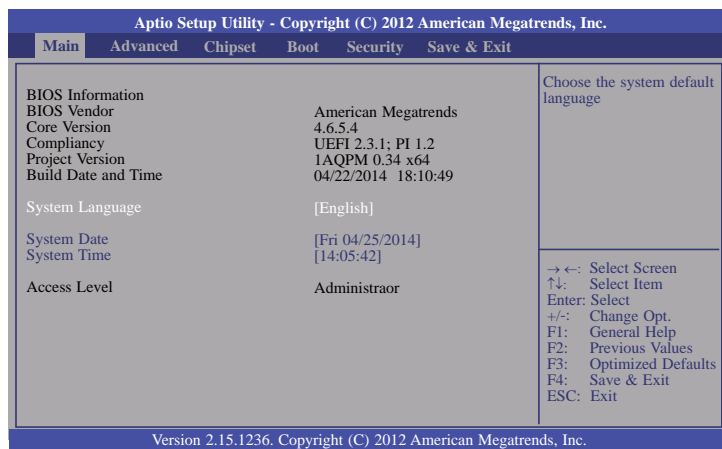 Aptio Setup Utility - Copyright (C) 2012 American Megatrends, Inc.
Main Advanced Chipset Boot Security Save & Exit
BIOS Information
BIOS Vendor American Megatrends
Core Version 4.6.5.4
Compliancy UEFI 2.3.1; PI 1.2
Project Version 1AQPM 0.34 x64
Build Date and Time 04/22/2014 18:10:49
System Language [English]
System Date [Fri 04/25/2014]
System Time [14:05:42]
Access Level Administraor
Choose the system default
language
→ ←: Select Screen
↑↓: Select Item
Enter: Select
+/-: Change Opt.
F1: General Help
F2: Previous Values
F3: Optimized Defaults
F4: Save & Exit
ESC: Exit
Version 2.15.1236. Copyright (C) 2012 American Megatrends, Inc.